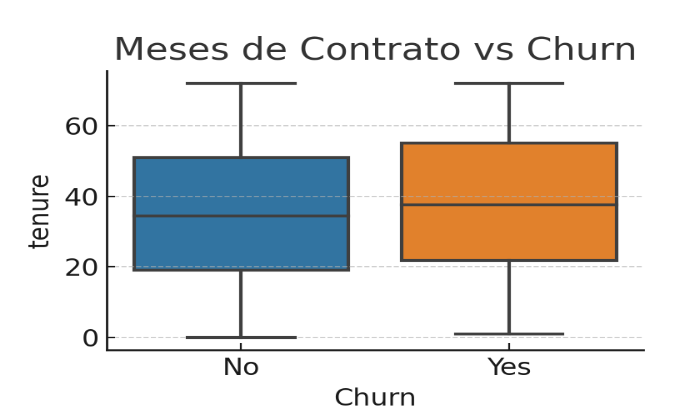 Meses de Contrato vs Churn
60
40
20
0
tenure
No
Yes
Churn